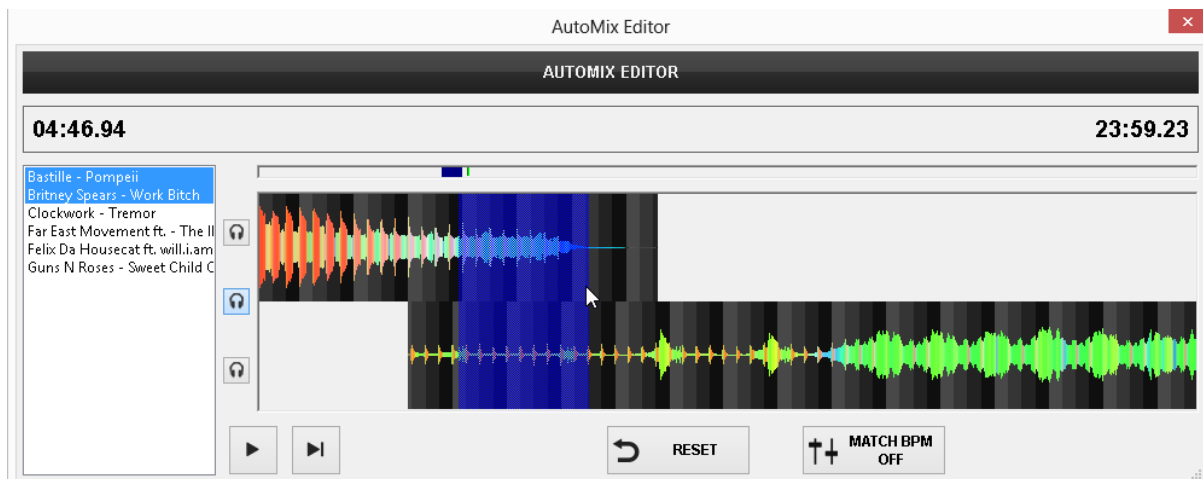 AutoMix Editor
AUTOMIX EDITOR
04:46.94
23:59.23
Bastille - Pompeii
Britney Spears - Work Bitch
Clockwork - Tremor
Far East Movement ft. - The Il
Felix Da Housecat ft. will.i.am
Guns N Roses - Sweet Child C
RESET
MATCH BPM
OFF